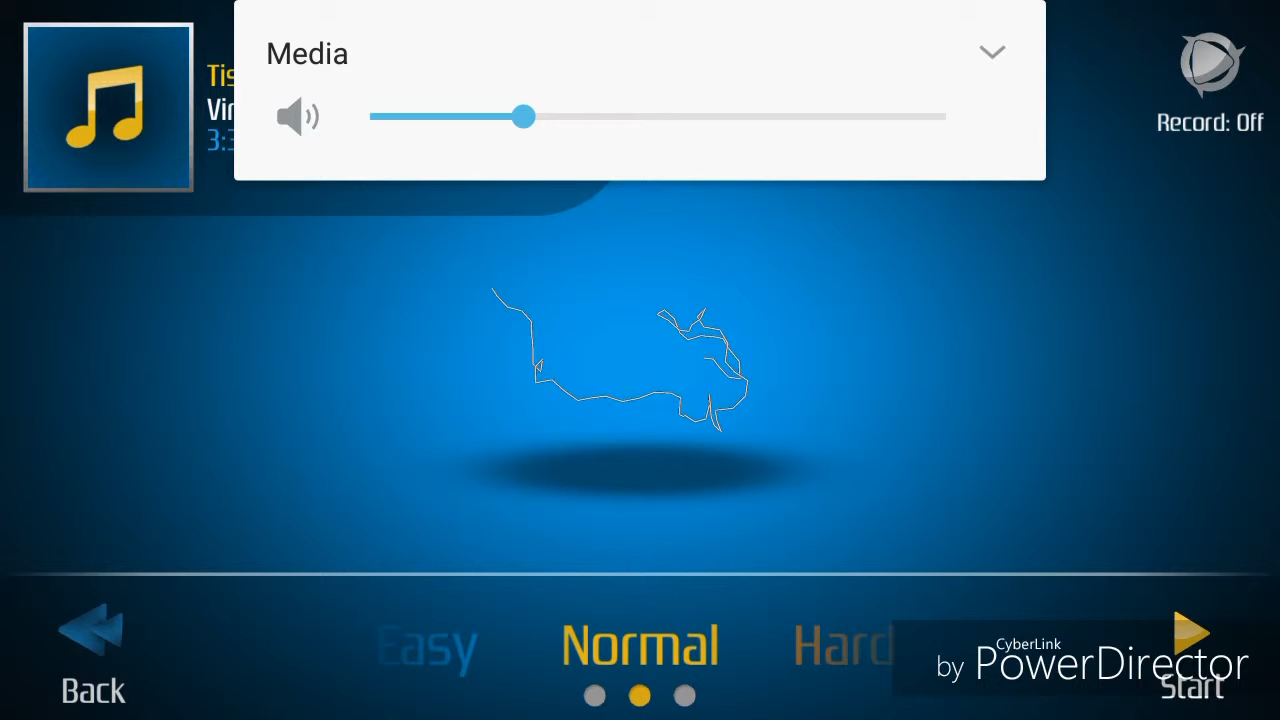 Media
Record: Off
Easy
Normal
Hard
CyberLink
by PowerDirector
Back
Start